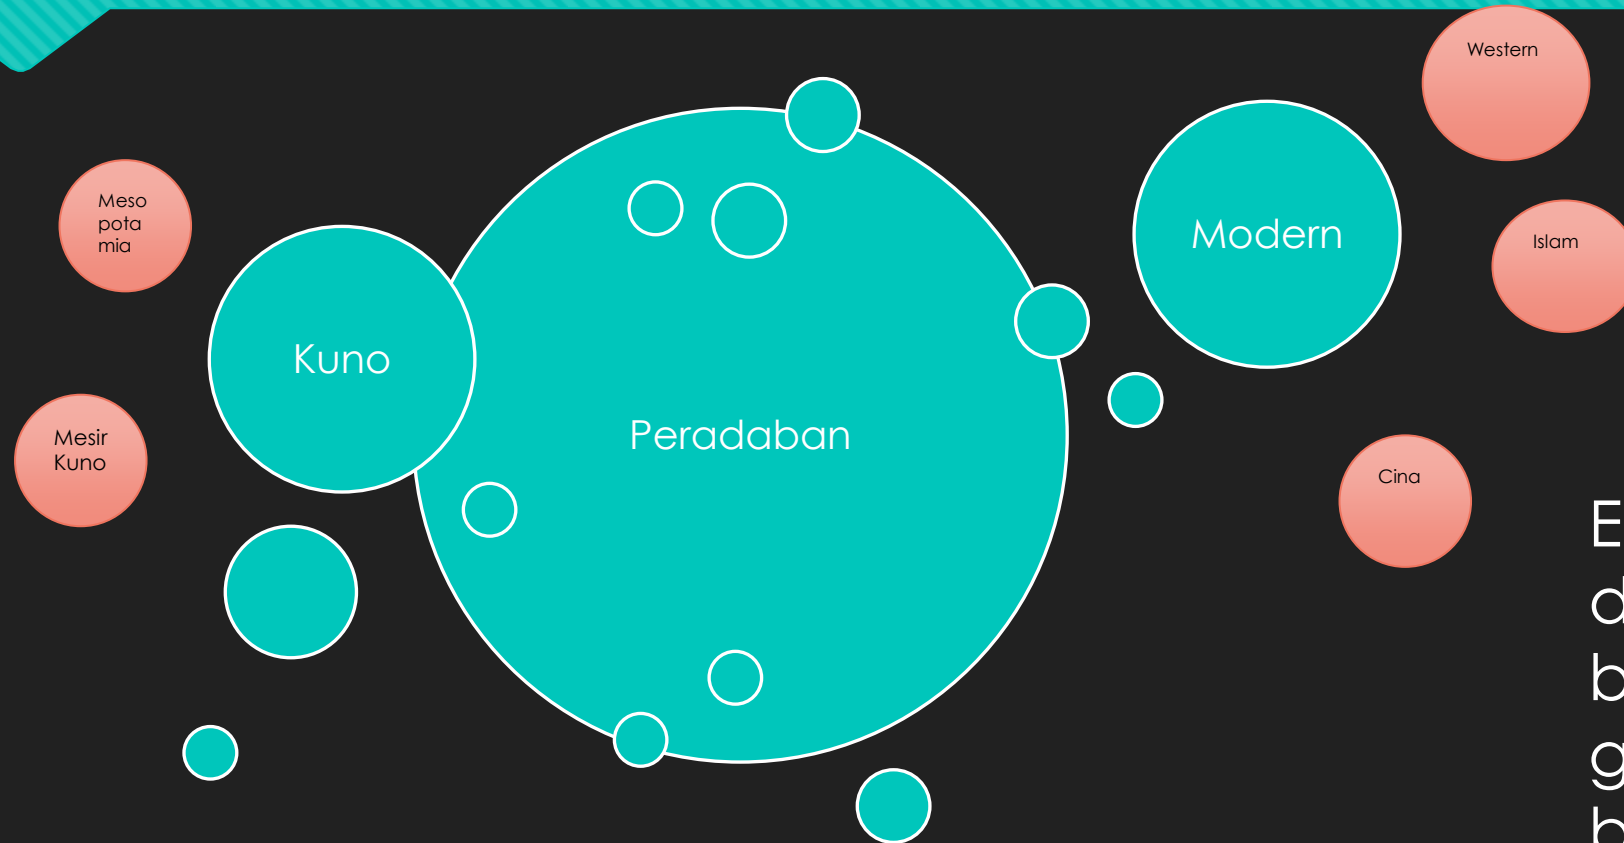 Western
Meso
pota
mia
Modern
Islam
Kuno
Peradaban
Mesir
Kuno
Cina
E
d
b
g
b